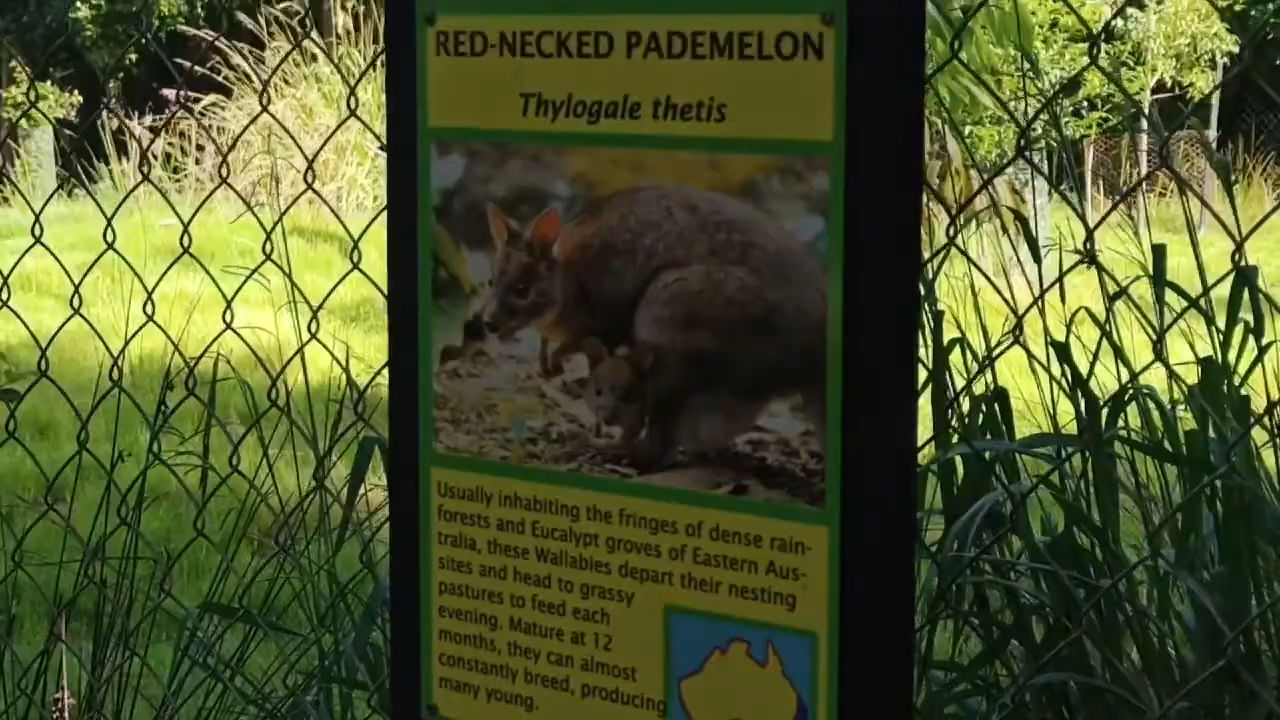 RED-NECKED PADEMELON
Thylogale thetis
Usually inhabiting the fringes of dense rain-
forests and Eucalypt groves of Eastern Aus-
tralia, these Wallabies depart their nesting
sites and head to grassy
pastures to feed each
evening. Mature at 12
months, they can almost
constantly breed, producing
many young.